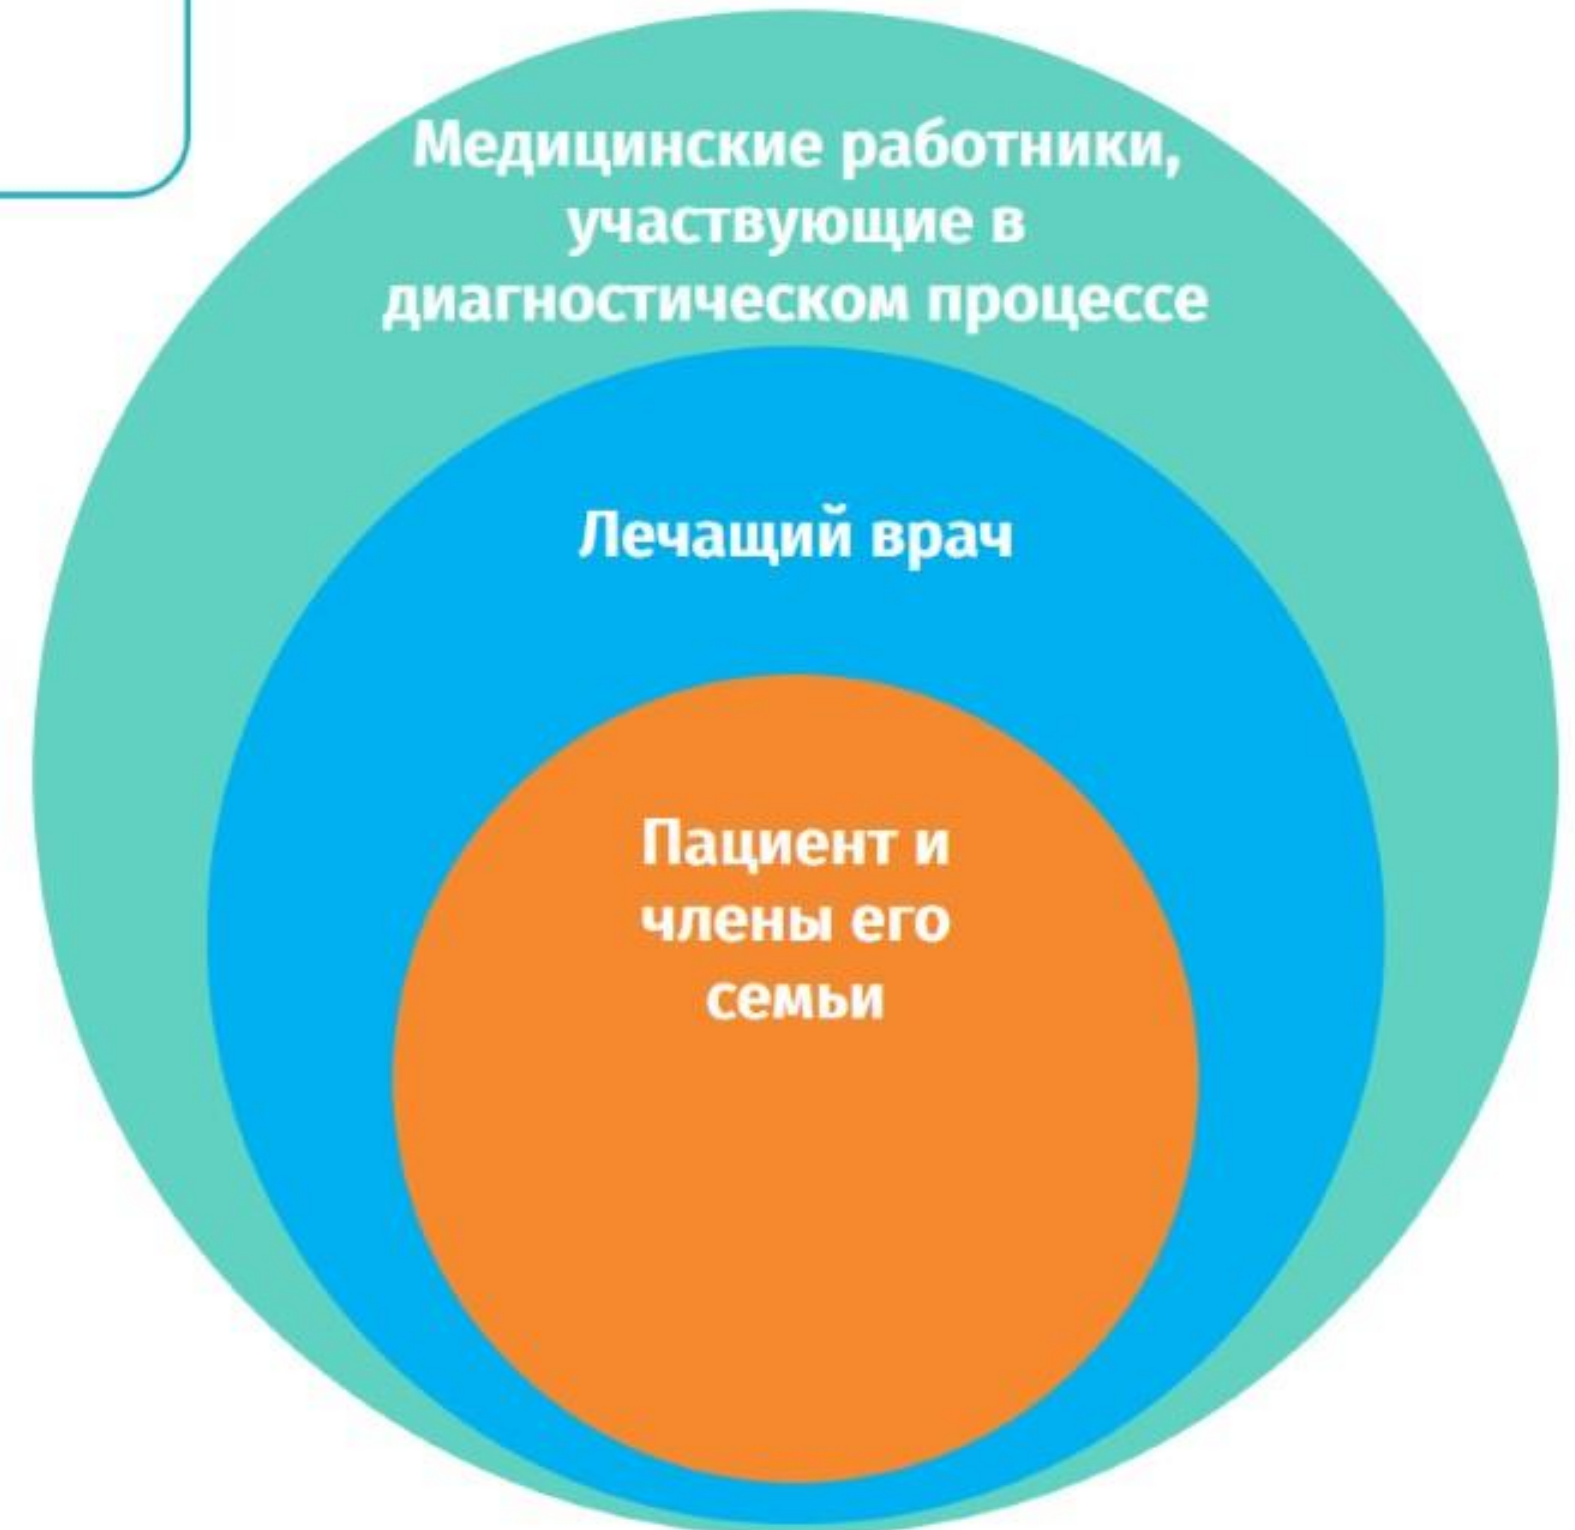 Медицинские работники,
участвующие в
диагностическом процессе
Лечащий врач
Пациент и
члены его
семьи